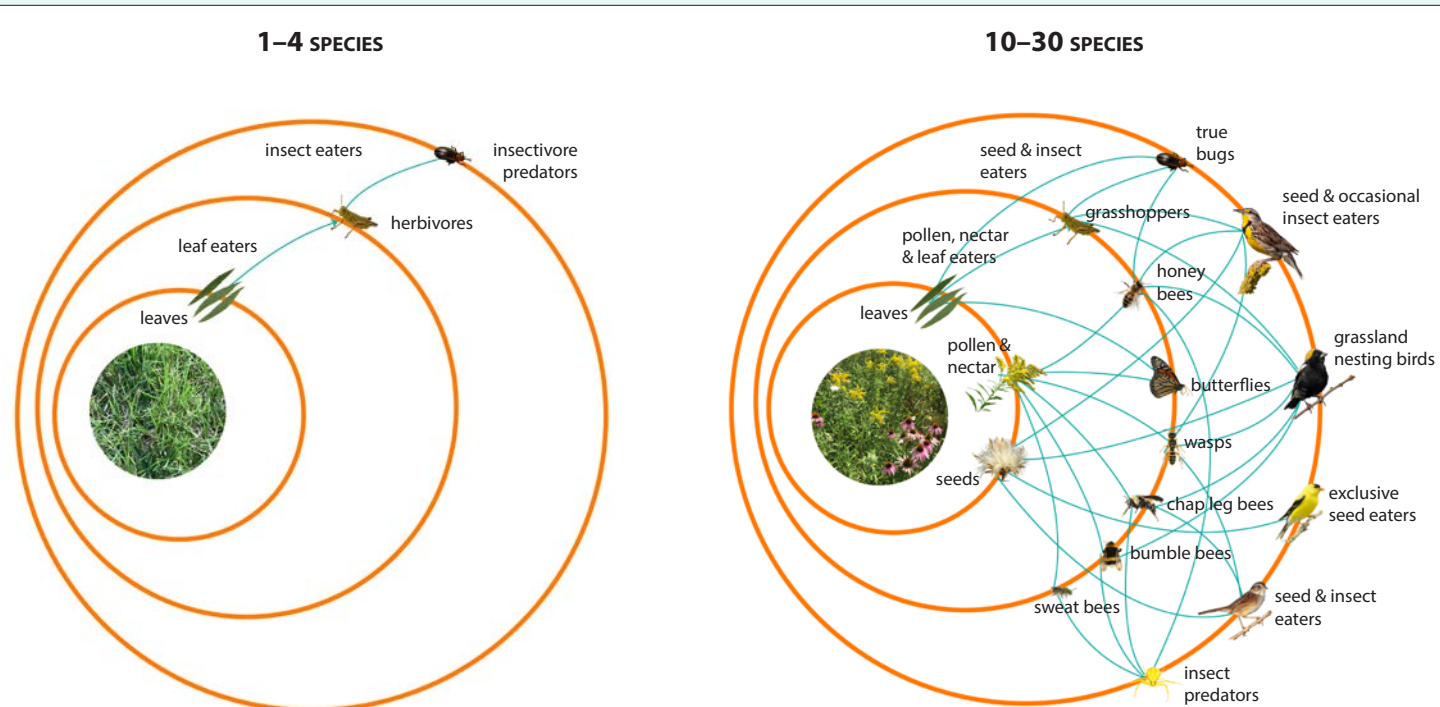 1–4 SPECIES
insect eaters
insectivore
predators
herbivores
leaf eaters
leaves
10–30 SPECIES
true
bugs
seed & insect
eaters
seed & occasional
insect eaters
grasshoppers
pollen, nectar
& leaf eaters
honey
bees
leaves
grassland
nesting birds
pollen &
nectar
butterflies
wasps
seeds
exclusive
seed eaters
chap leg bees
bumble bees
seed & insect
eaters
sweat bees
insect
predators